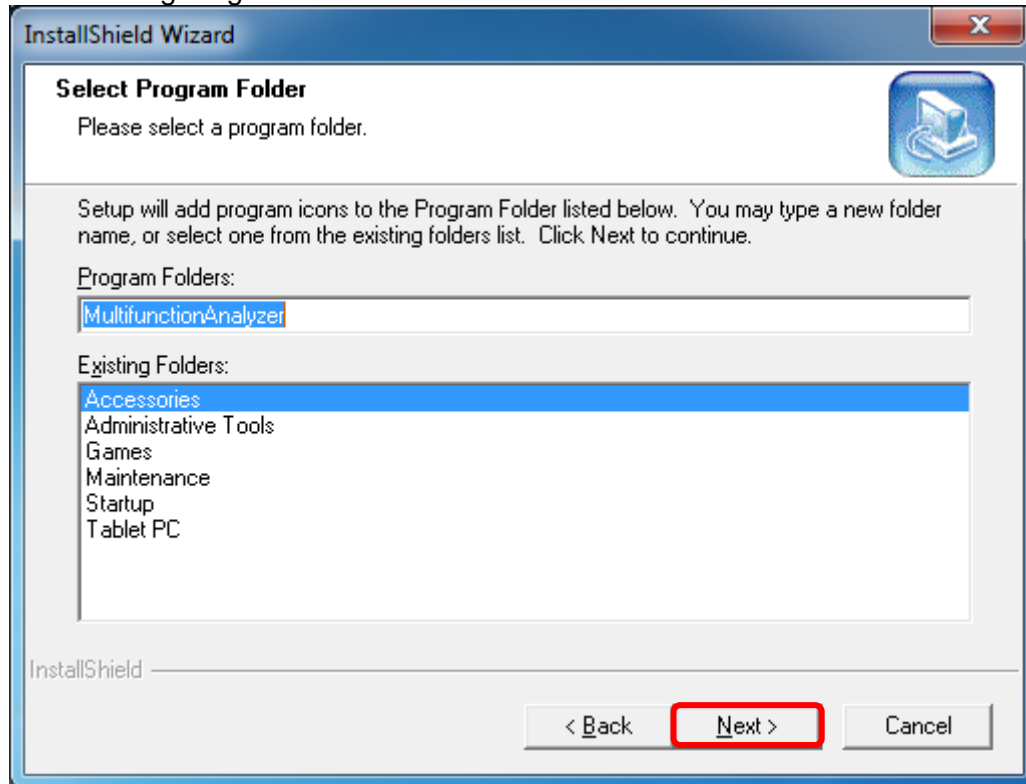 InstallShield Wizard
Select Program Folder
Please select a program folder.
Setup will add program icons to the Program Folder listed below. You may type a new folder
name, or select one from the existing folders list. Click Next to continue.
Program Folders:
MultifunctionAnalyzer
Existing Folders:
Accessories
Administrative Tools
Games
Maintenance
Startup
Tablet PC
InstallShield
< Back Next > Cancel